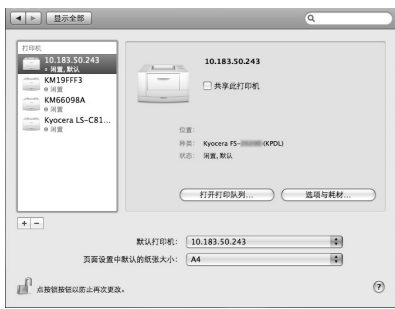 显示全部
打印机
10.183.50.243
• 闲置, 默认
KM19FFF3
闲置
KM66098A
闲置
Kyocera LS-C81...
闲置
10.183.50.243
共享此打印机
位置:
种类: Kyocera FS- (KPDL)
状态: 闲置, 默认
打开打印队列... 选项与耗材...
+ −
默认打印机: 10.183.50.243
页面设置中默认的纸张大小: A4
点按锁按钮以防止再次更改。
?